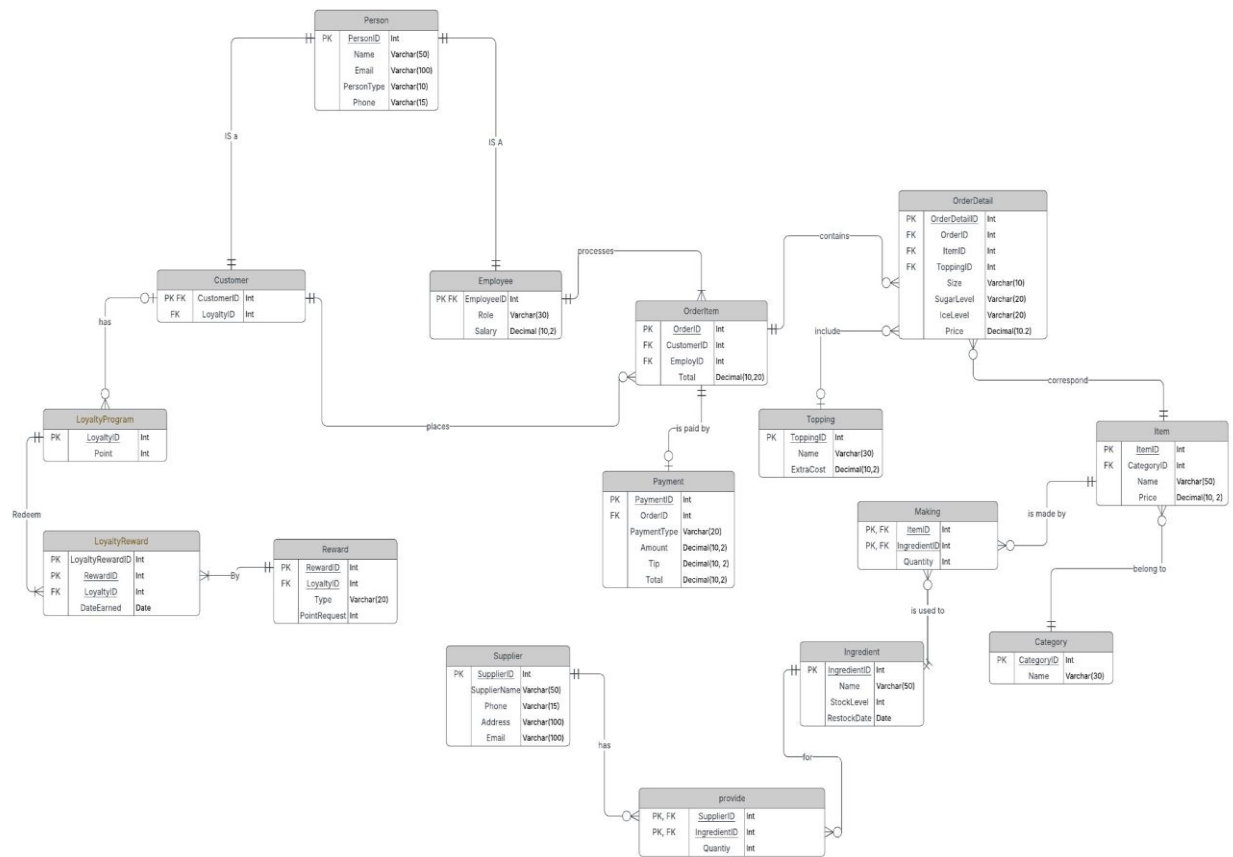 Person
PK PersonID Int
Name Varchar(50)
Email Varchar(100)
PersonType Varchar(10)
Phone Varchar(15)
IS a
IS A
OrderDetail
PK OrderDetailID Int
FK OrderID Int
FK ItemID Int
FK ToppingID Int
Size Varchar(10)
SugarLevel Varchar(20)
IceLevel Varchar(20)
Price Decimal(10.2)
contains
processes
Customer
PK FK CustomerID Int
FK LoyaltyID Int
Employee
PK FK EmployeeID Int
Role Varchar(30)
Salary Decimal (10,2)
OrderItem
PK OrderID Int
FK CustomerID Int
FK EmployID Int
Total Decimal(10,20)
has
include
correspond
places
is paid by
LoyaltyProgram
PK LoyaltyID Int
Point Int
Topping
PK ToppingID Int
Name Varchar(30)
ExtraCost Decimal(10,2)
Item
PK ItemID Int
FK CategoryID Int
Name Varchar(50)
Price Decimal(10, 2)
Payment
PK PaymentID Int
FK OrderID Int
PaymentType Varchar(20)
Amount Decimal(10,2)
Tip Decimal(10, 2)
Total Decimal(10,2)
Redeem
is made by
Making
PK, FK ItemID Int
PK, FK IngredientID Int
Quantity Int
LoyaltyReward
PK LoyaltyRewardID Int
PK RewardID Int
FK LoyaltyID Int
DateEarned Date
By
Reward
PK RewardID Int
FK LoyaltyID Int
Type Varchar(20)
PointRequest Int
belong to
is used to
Category
PK CategoryID Int
Name Varchar(30)
Supplier
PK SupplierID Int
SupplierName Varchar(50)
Phone Varchar(15)
Address Varchar(100)
Email Varchar(100)
Ingredient
PK IngredientID Int
Name Varchar(50)
StockLevel Int
RestockDate Date
has
for
provide
PK, FK SupplierID Int
PK, FK IngredientID Int
Quantiy Int